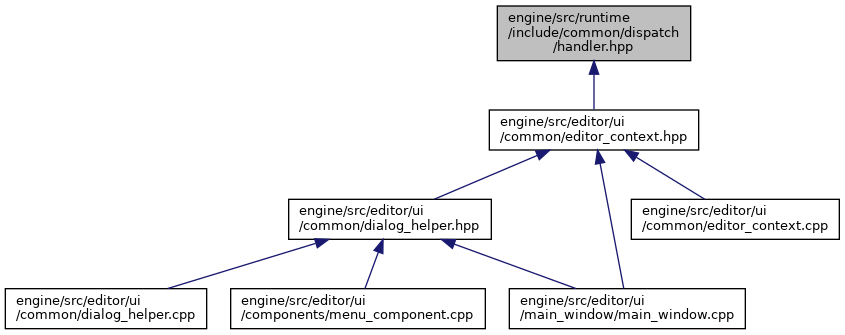 engine/src/runtime
/include/common/dispatch
/handler.hpp
engine/src/editor/ui
/common/editor_context.hpp
engine/src/editor/ui
/common/dialog_helper.hpp
engine/src/editor/ui
/common/editor_context.cpp
engine/src/editor/ui
/common/dialog_helper.cpp
engine/src/editor/ui
/components/menu_component.cpp
engine/src/editor/ui
/main_window/main_window.cpp